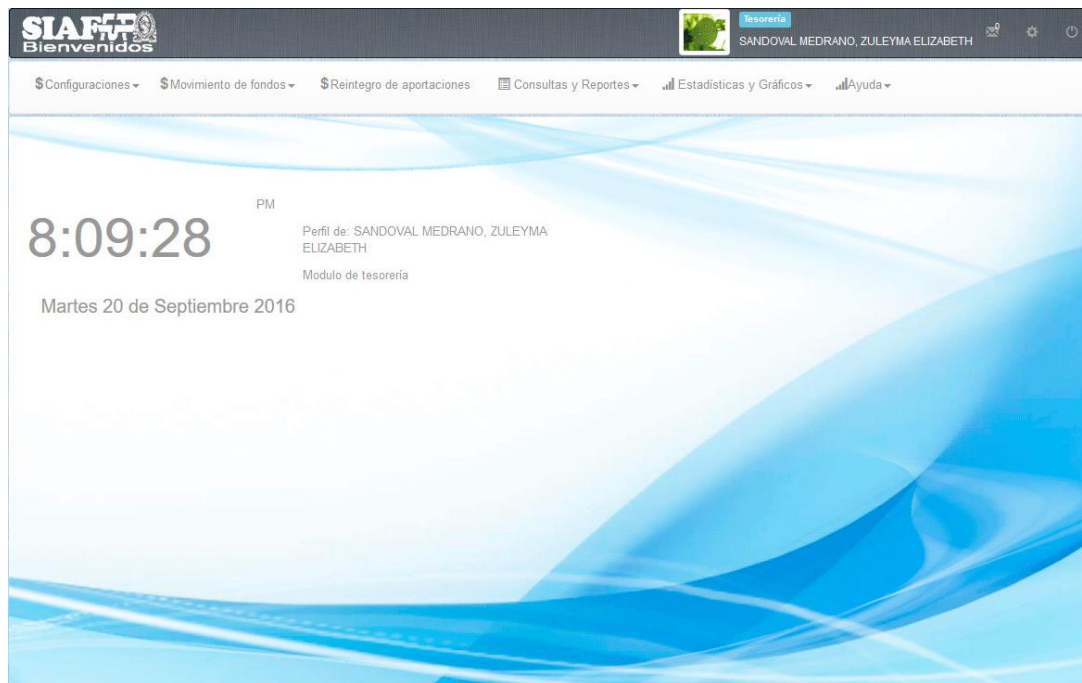 SIAF
Bienvenidos
Tesorería
SANDOVAL MEDRANO, ZULEYMA ELIZABETH
$Configuraciones
$Movimiento de fondos
$Reintegro de aportaciones
Consultas y Reportes
Estadísticas y Gráficos
Ayuda
PM
8:09:28
Perfil de: SANDOVAL MEDRANO, ZULEYMA
ELIZABETH
Modulo de tesorería
Martes 20 de Septiembre 2016